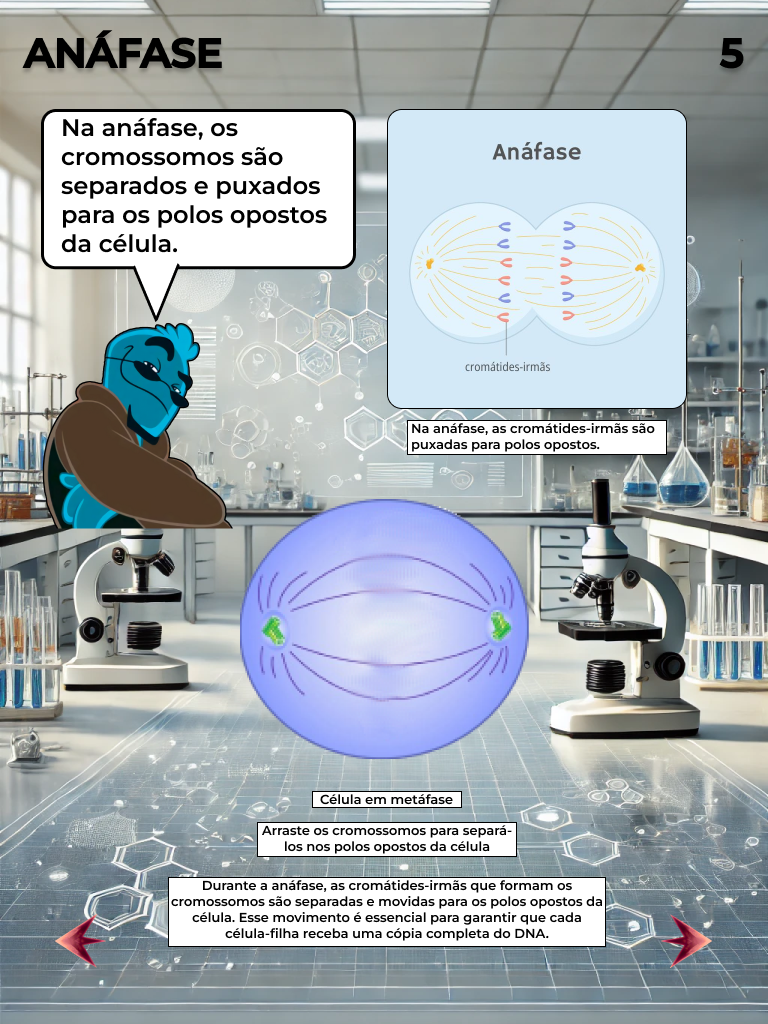 ANÁFASE
5
Na anáfase, os
cromossomos são
separados e puxados
para os polos opostos
da célula.
Anáfase
cromátides-irmãs
Na anáfase, as cromátides-irmãs são
puxadas para polos opostos.
Célula em metáfase
Arraste os cromossomos para separá-
los nos polos opostos da célula
Durante a anáfase, as cromátides-irmãs que formam os
cromossomos são separadas e movidas para os polos opostos da
célula. Esse movimento é essencial para garantir que cada
célula-filha receba uma cópia completa do DNA.